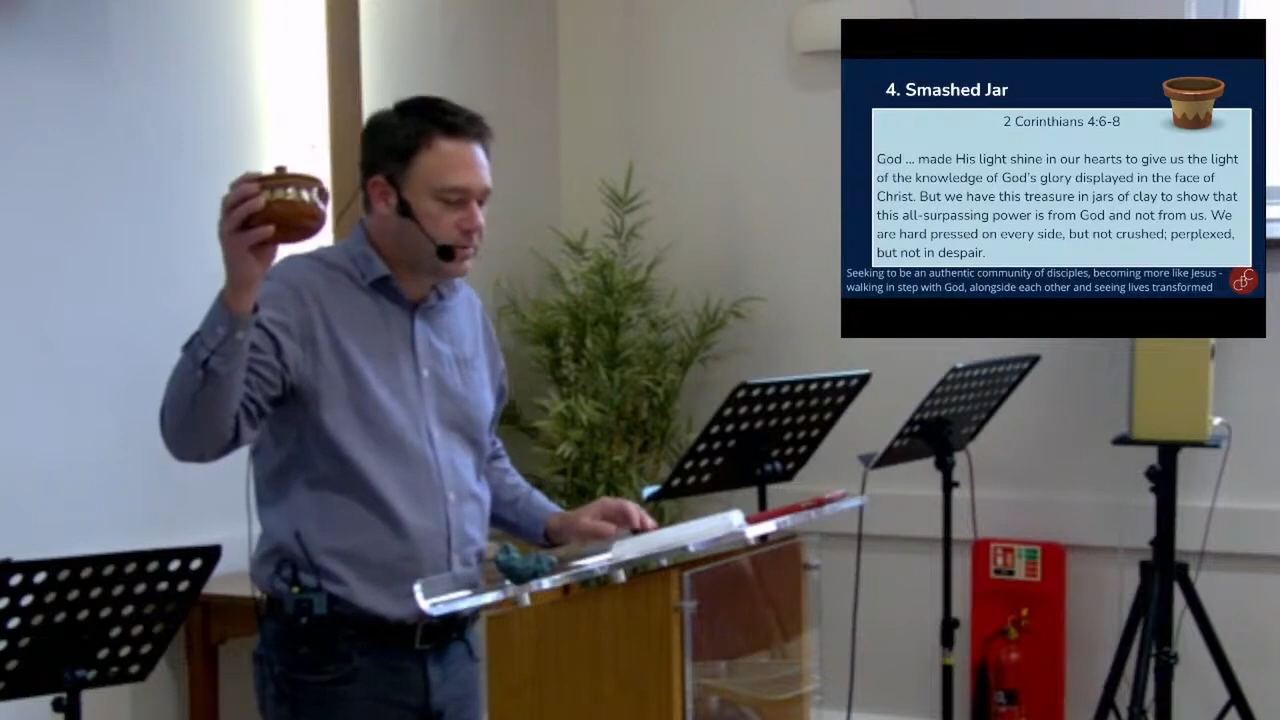 4. Smashed Jar
2 Corinthians 4:6-8
God ... made His light shine in our hearts to give us the light
of the knowledge of God's glory displayed in the face of
Christ. But we have this treasure in jars of clay to show that
this all-surpassing power is from God and not from us. We
are hard pressed on every side, but not crushed; perplexed,
but not in despair.
Seeking to be an authentic community of disciples, becoming more like Jesus -
walking in step with God, alongside each other and seeing lives transformed
CBC